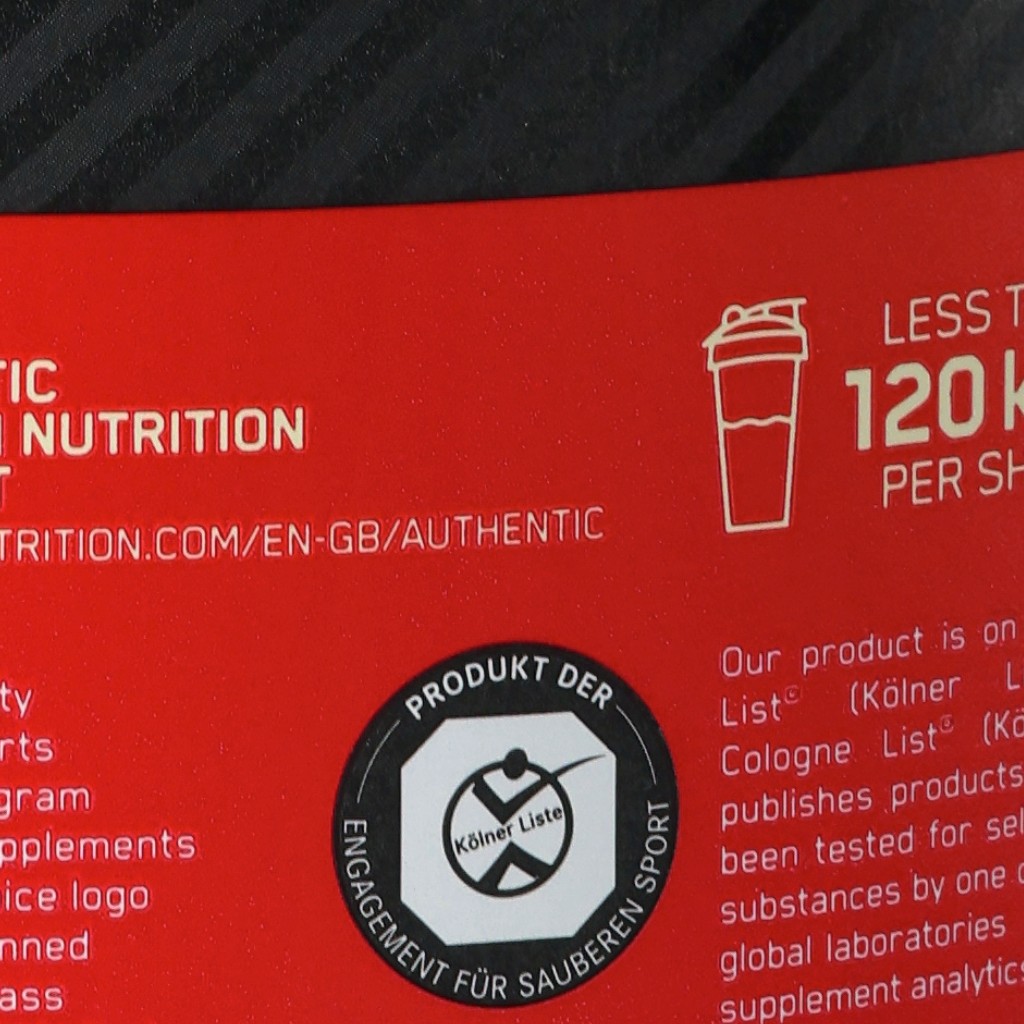 TIC
NUTRITION
T
TRITION.COM/EN-GB/AUTHENTIC
ty
rts
gram
pplements
ice logo
nned
ass
PRODUKT DER
Kölner Liste
ENGAGEMENT FÜR SAUBEREN SPORT
LESS T
120 k
PER SH
Our product is on
List® (Kölner L
Cologne List® (Kö
publishes products
been tested for sel
substances by one o
global laboratories
supplement analytics